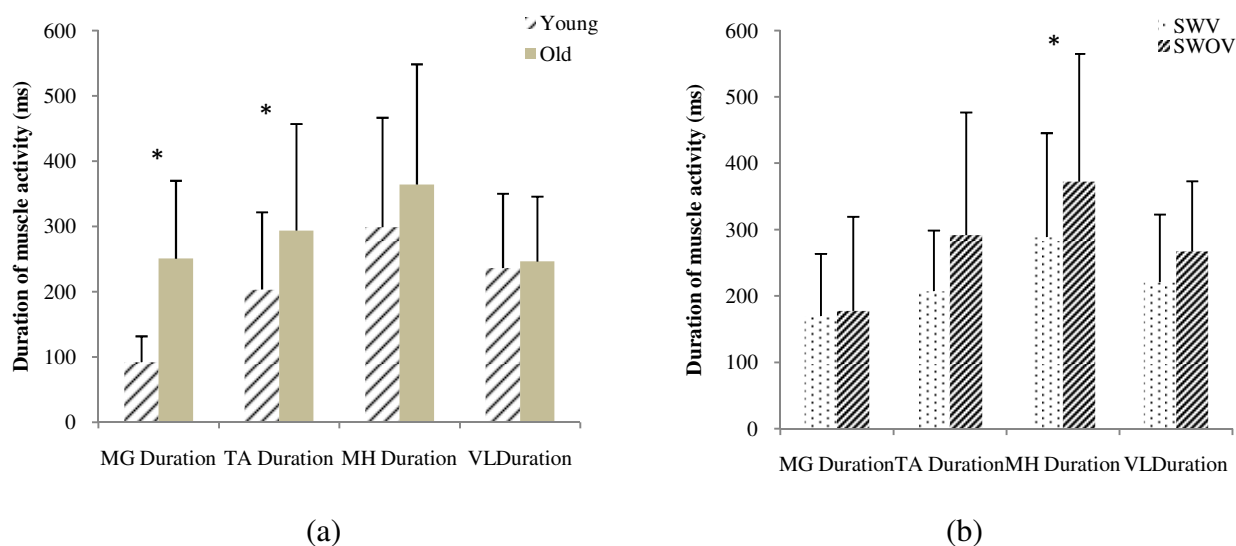 Duration of muscle activity (ms)
600
500
400
300
200
100
0
Young
Old
*
*
MG Duration TA Duration MH Duration VLDuration
(a)
Duration of muscle activity (ms)
600
500
400
300
200
100
0
SWV
SWOV
*
MG Duration TA Duration MH Duration VLDuration
(b)